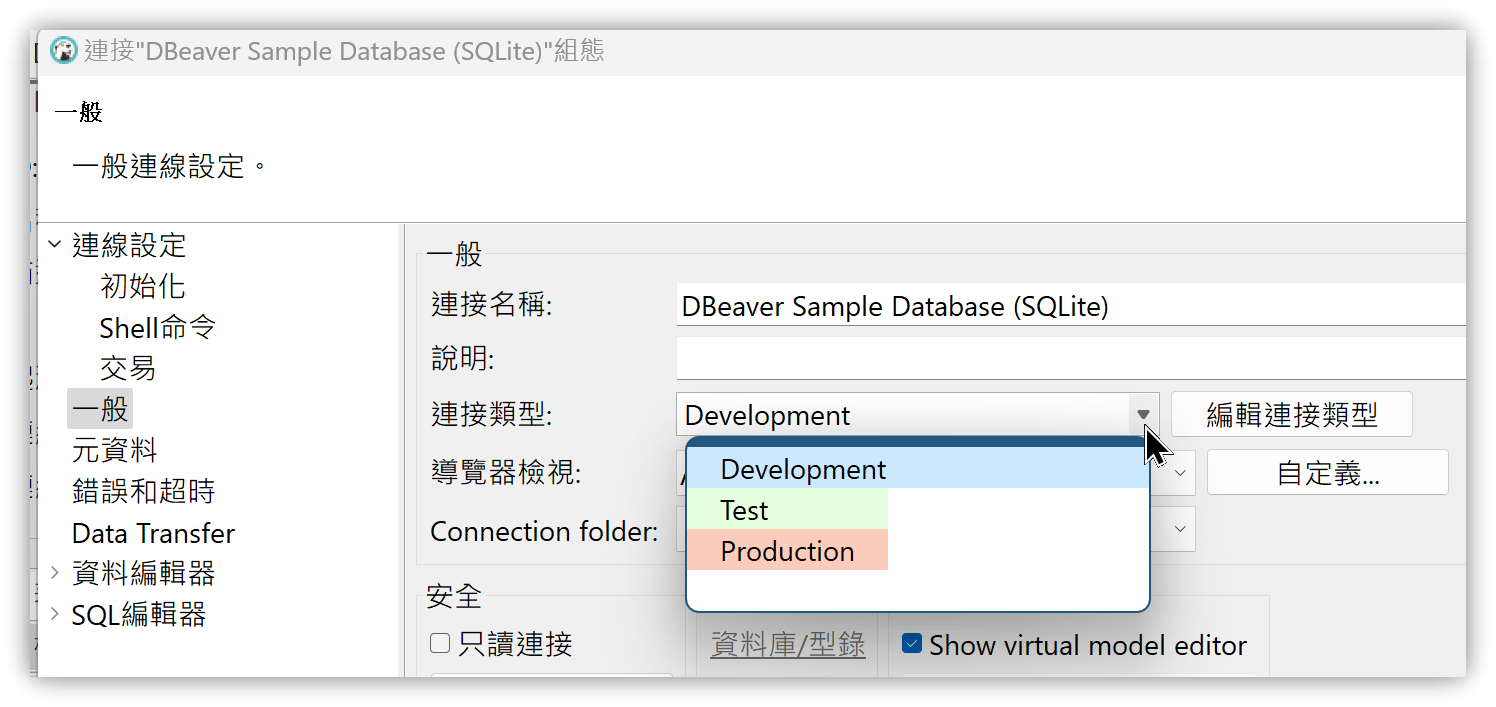 連接"DBeaver Sample Database (SQLite)"組態
一般
一般連線設定。
連線設定
初始化
Shell命令
交易
一般
元資料
錯誤和超時
Data Transfer
資料編輯器
SQL編輯器
一般
連接名稱:
DBeaver Sample Database (SQLite)
說明:
連接類型:
Development
編輯連接類型
Development
Test
Production
導覽器檢視:
自定義...
Connection folder:
安全
只讀連接
資料庫/型錄
Show virtual model editor